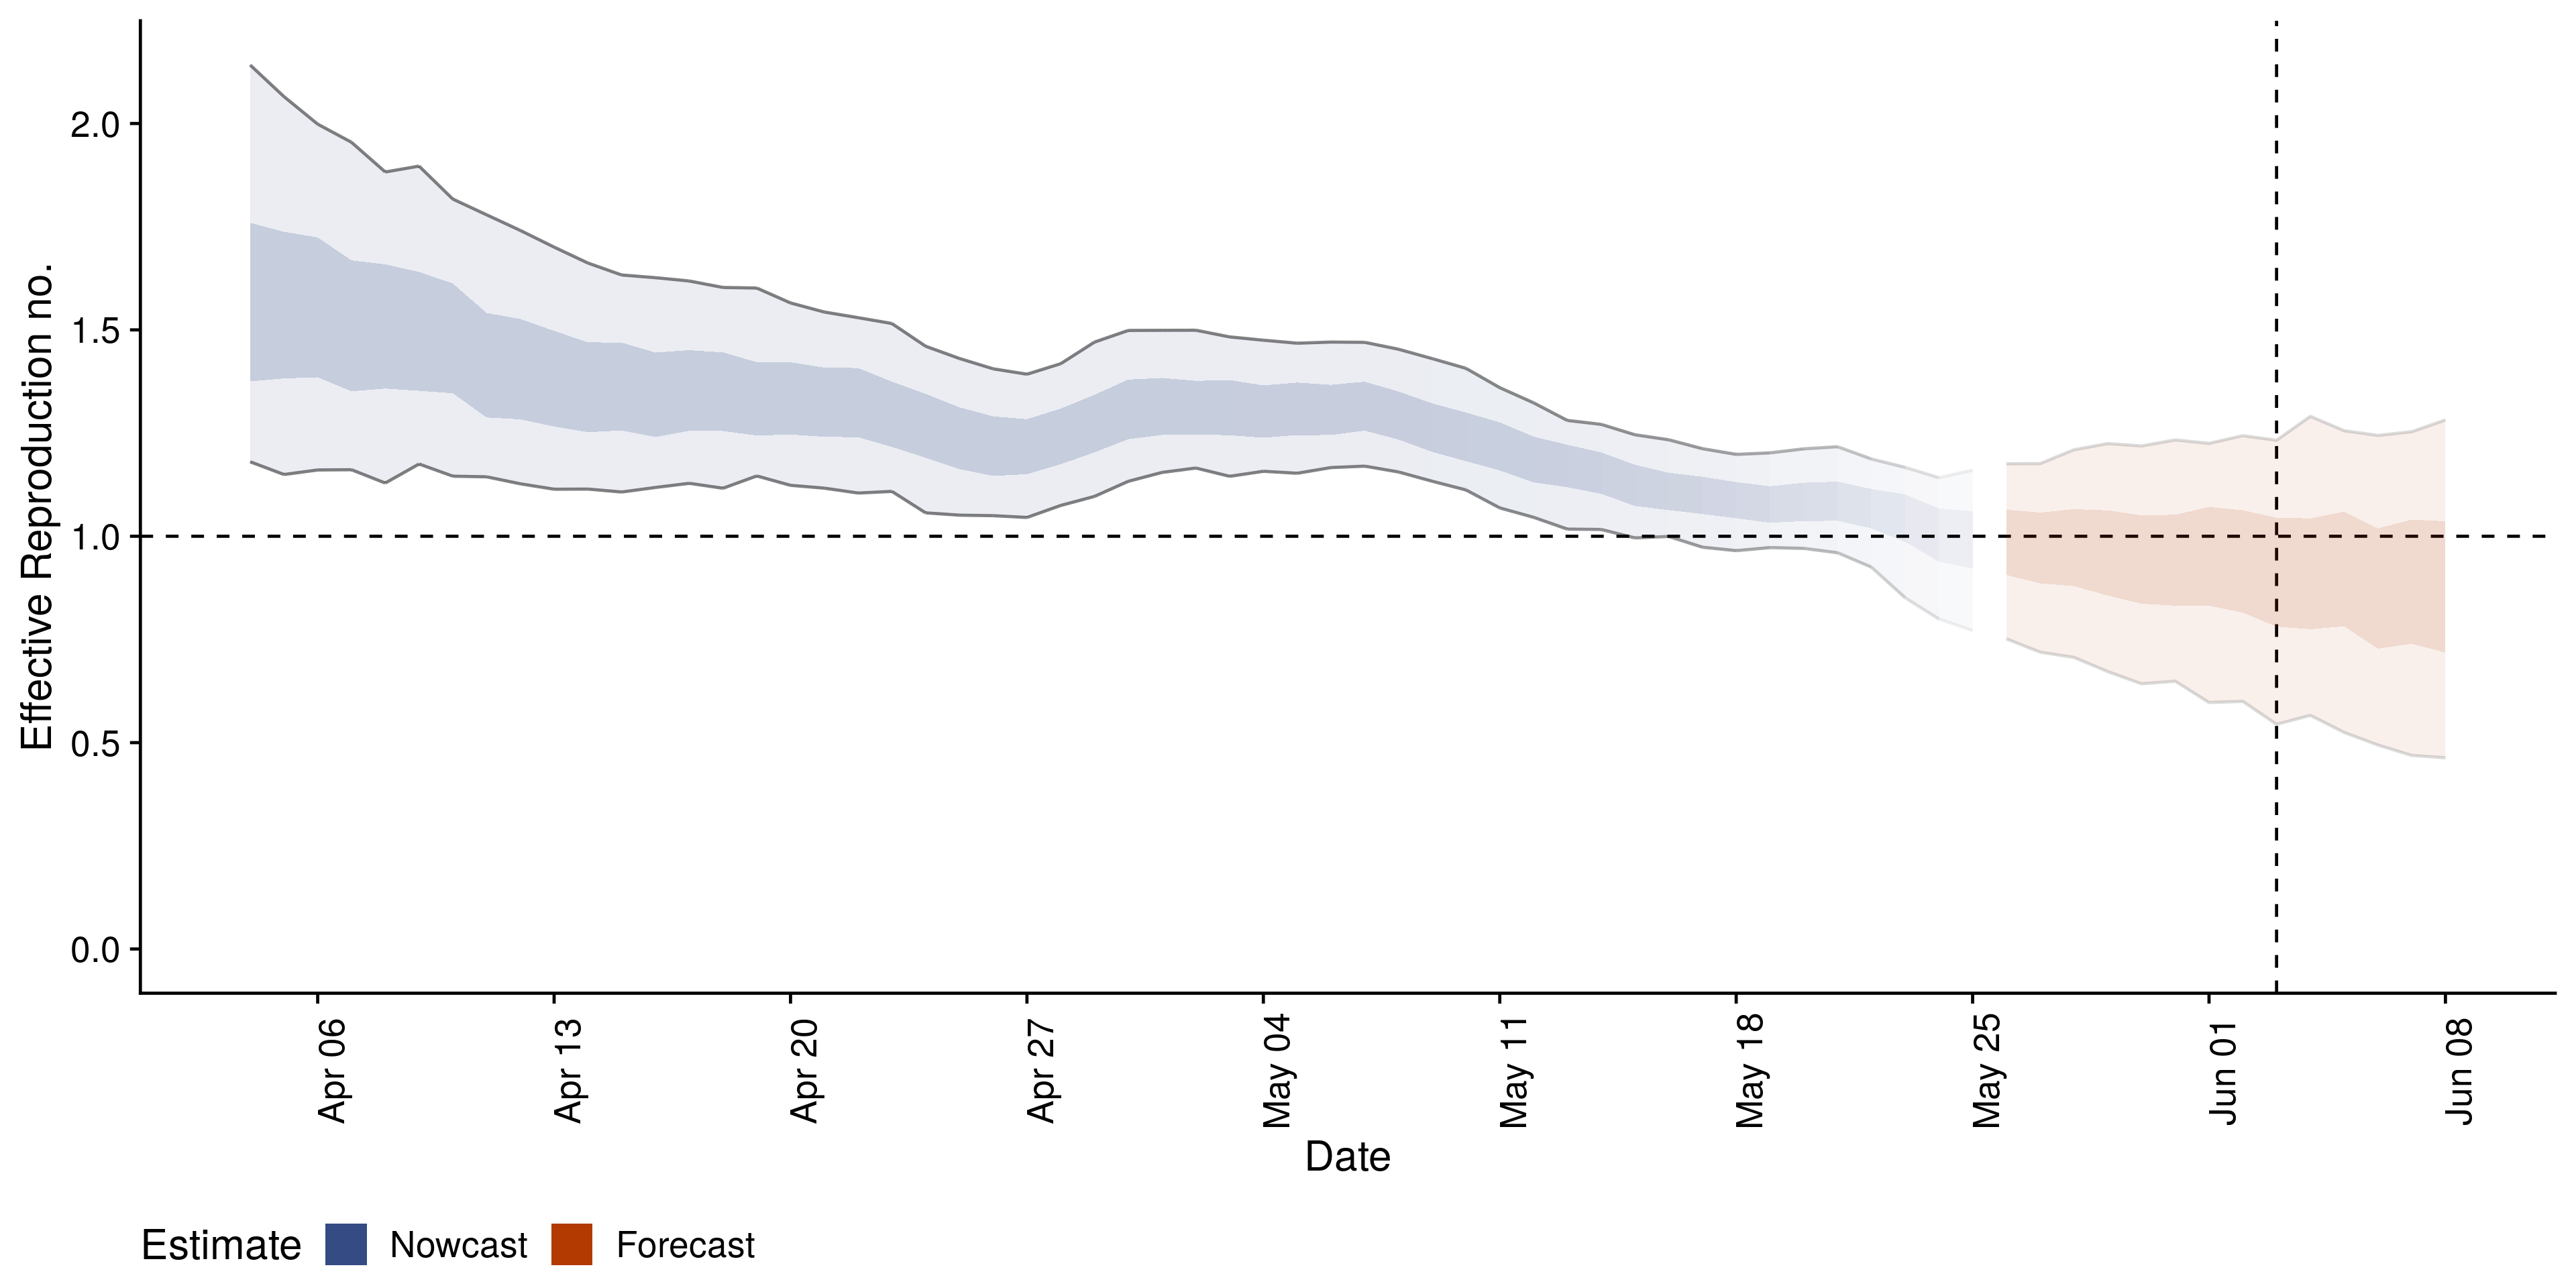 Effective Reproduction no.
2.0
1.5
1.0
0.5
0.0
Apr 06
Apr 13
Apr 20
Apr 27
May 04
May 11
May 18
May 25
Jun 01
Jun 08
Date
Estimate Nowcast Forecast